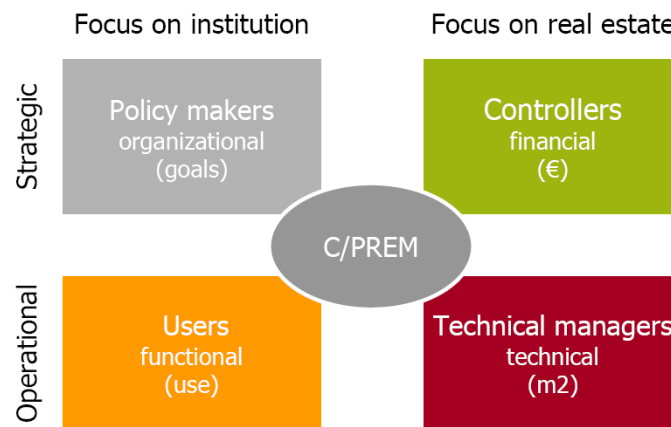 Focus on institution
Focus on real estate
Strategic
Policy makers
organizational
(goals)
Controllers
financial
(€)
C/PREM
Operational
Users
functional
(use)
Technical managers
technical
(m2)